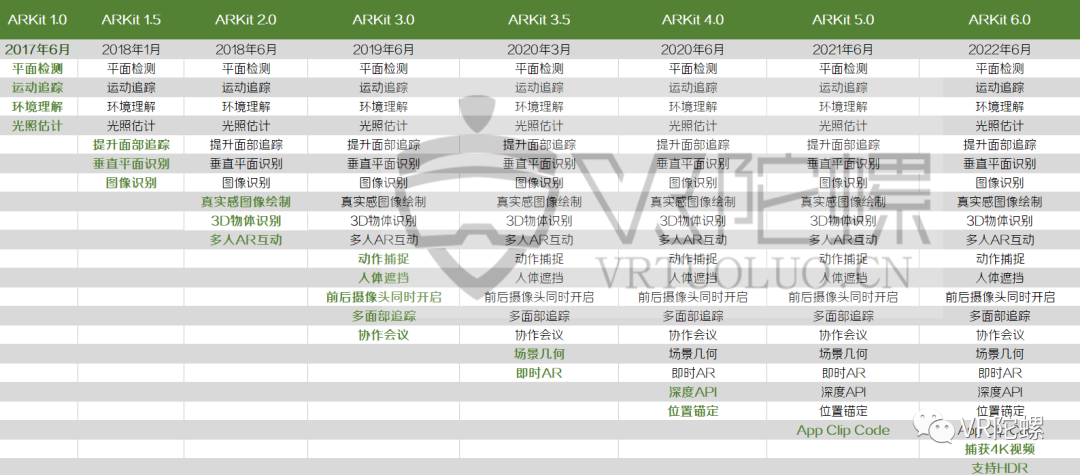 ARKit 1.0 ARKit 1.5 ARKit 2.0 ARKit 3.0 ARKit 3.5 ARKit 4.0 ARKit 5.0 ARKit 6.0
2017年6月 2018年1月 2018年6月 2019年6月 2020年3月 2020年6月 2021年6月 2022年6月
平面检测 平面检测 平面检测 平面检测 平面检测 平面检测 平面检测 平面检测
运动追踪 运动追踪 运动追踪 运动追踪 运动追踪 运动追踪 运动追踪 运动追踪
环境理解 环境理解 环境理解 环境理解 环境理解 环境理解 环境理解 环境理解
光照估计 光照估计 光照估计 光照估计 光照估计 光照估计 光照估计 光照估计
提升面部追踪 提升面部追踪 提升面部追踪 提升面部追踪 提升面部追踪 提升面部追踪 提升面部追踪
垂直平面识别 垂直平面识别 垂直平面识别 垂直平面识别 垂直平面识别 垂直平面识别 垂直平面识别
图像识别 图像识别 图像识别 图像识别 图像识别 图像识别 图像识别
真实感图像绘制 真实感图像绘制 真实感图像绘制 真实感图像绘制 真实感图像绘制 真实感图像绘制
3D物体识别 3D物体识别 3D物体识别 3D物体识别 3D物体识别 3D物体识别
多人AR互动 多人AR互动 多人AR互动 多人AR互动 多人AR互动 多人AR互动
动作捕捉 动作捕捉 动作捕捉 动作捕捉 动作捕捉
人体遮挡 人体遮挡 人体遮挡 人体遮挡 人体遮挡
前后摄像头同时开启 前后摄像头同时开启 前后摄像头同时开启 前后摄像头同时开启 前后摄像头同时开启
多面部追踪 多面部追踪 多面部追踪 多面部追踪 多面部追踪
协作会议 协作会议 协作会议 协作会议 协作会议
场景几何 场景几何 场景几何 场景几何
即时AR 即时AR 即时AR 即时AR
深度API 深度API 深度API
位置锚定 位置锚定 位置锚定
App Clip Code
捕获4K视频
支持HDR
VR陀螺
VRTUOLUO.CN
VR陀螺